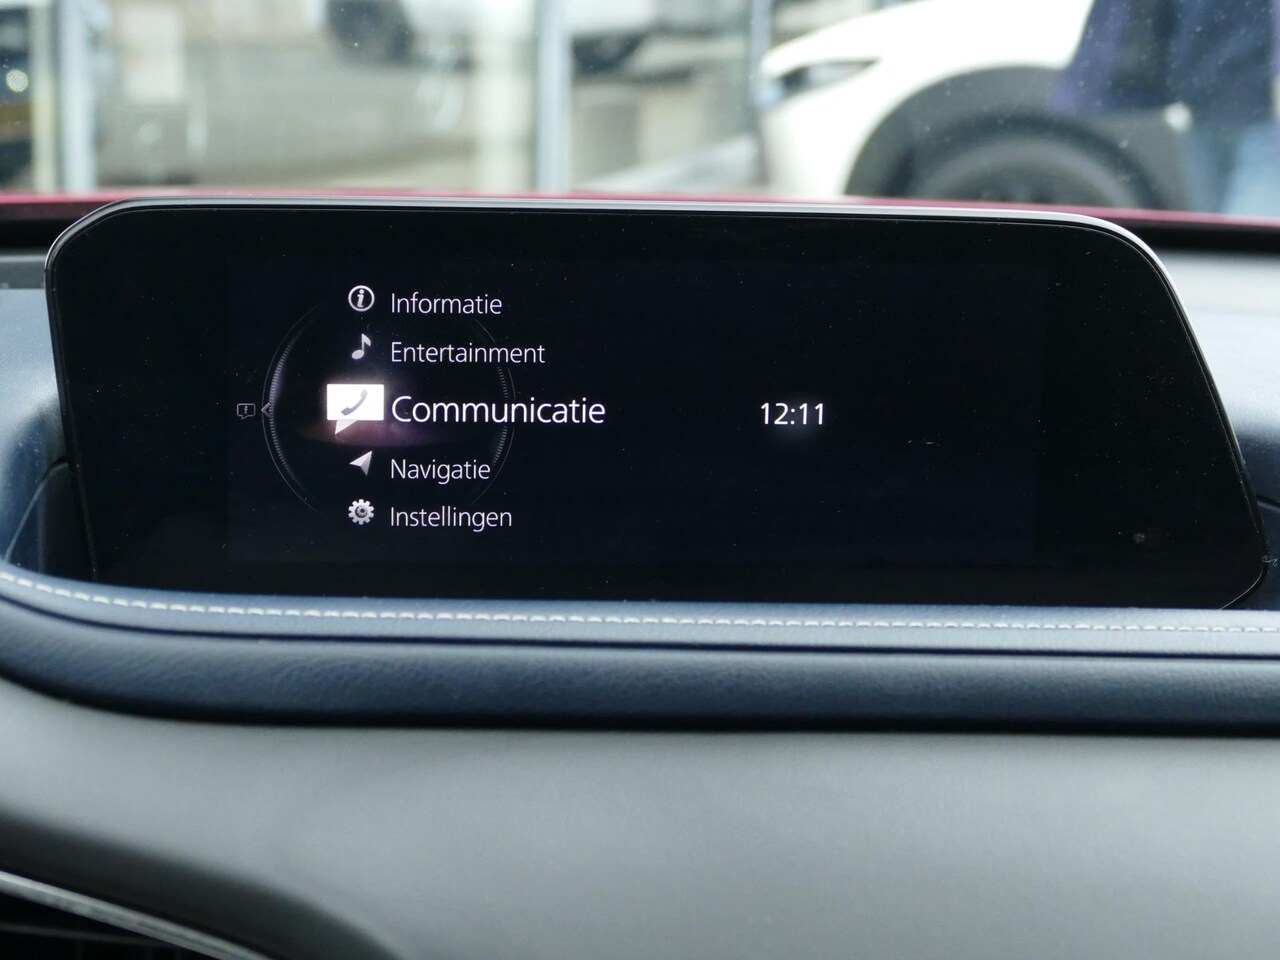 Informatie
Entertainment
Communicatie
12:11
Navigatie
Instellingen